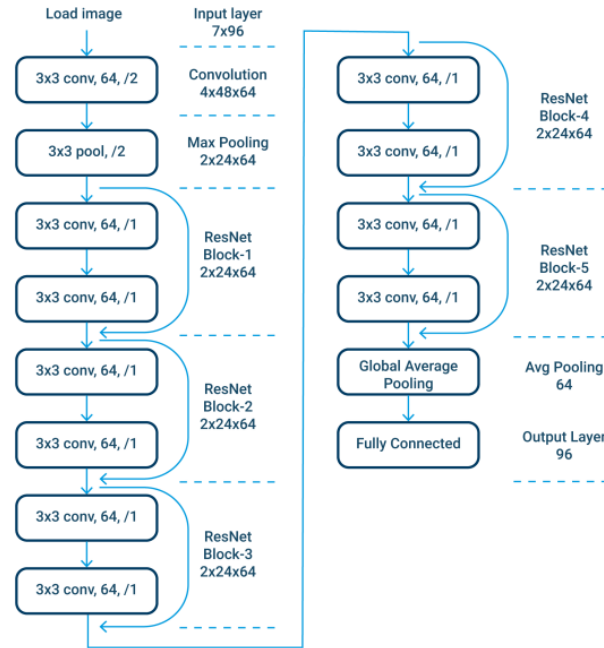 Load image
Input layer
7x96
3x3 conv, 64, /2
Convolution
4x48x64
3x3 pool, /2
Max Pooling
2x24x64
3x3 conv, 64, /1
3x3 conv, 64, /1
ResNet
Block-1
2x24x64
3x3 conv, 64, /1
3x3 conv, 64, /1
ResNet
Block-2
2x24x64
3x3 conv, 64, /1
3x3 conv, 64, /1
ResNet
Block-3
2x24x64
3x3 conv, 64, /1
3x3 conv, 64, /1
ResNet
Block-4
2x24x64
3x3 conv, 64, /1
3x3 conv, 64, /1
ResNet
Block-5
2x24x64
Global Average
Pooling
Avg Pooling
64
Fully Connected
Output Layer
96